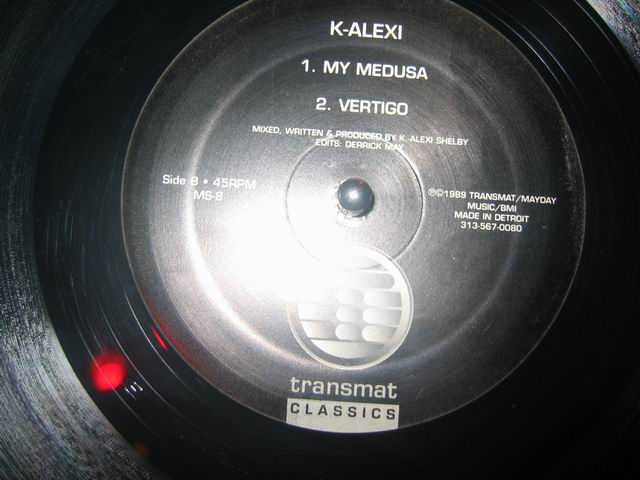 K-ALEXI
1. MY MEDUSA
2. VERTIGO
MIXED, WRITTEN & PRODUCED BY K. ALEXI SHELBY
EDITS: DERRICK MAY
Side B • 45RPM
MS-9
℗©1989 TRANSMAT/MAYDAY
MUSIC/BMI
MADE IN DETROIT
313-567-0080
transmat
CLASSICS